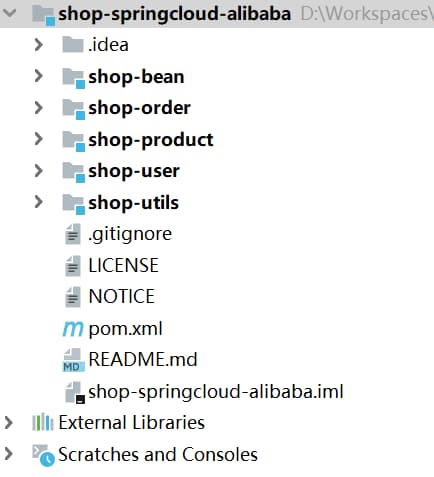 shop-springcloud-alibaba D:\Workspaces\
.idea
shop-bean
shop-order
shop-product
shop-user
shop-utils
.gitignore
LICENSE
NOTICE
m pom.xml
MD README.md
shop-springcloud-alibaba.iml
External Libraries
Scratches and Consoles